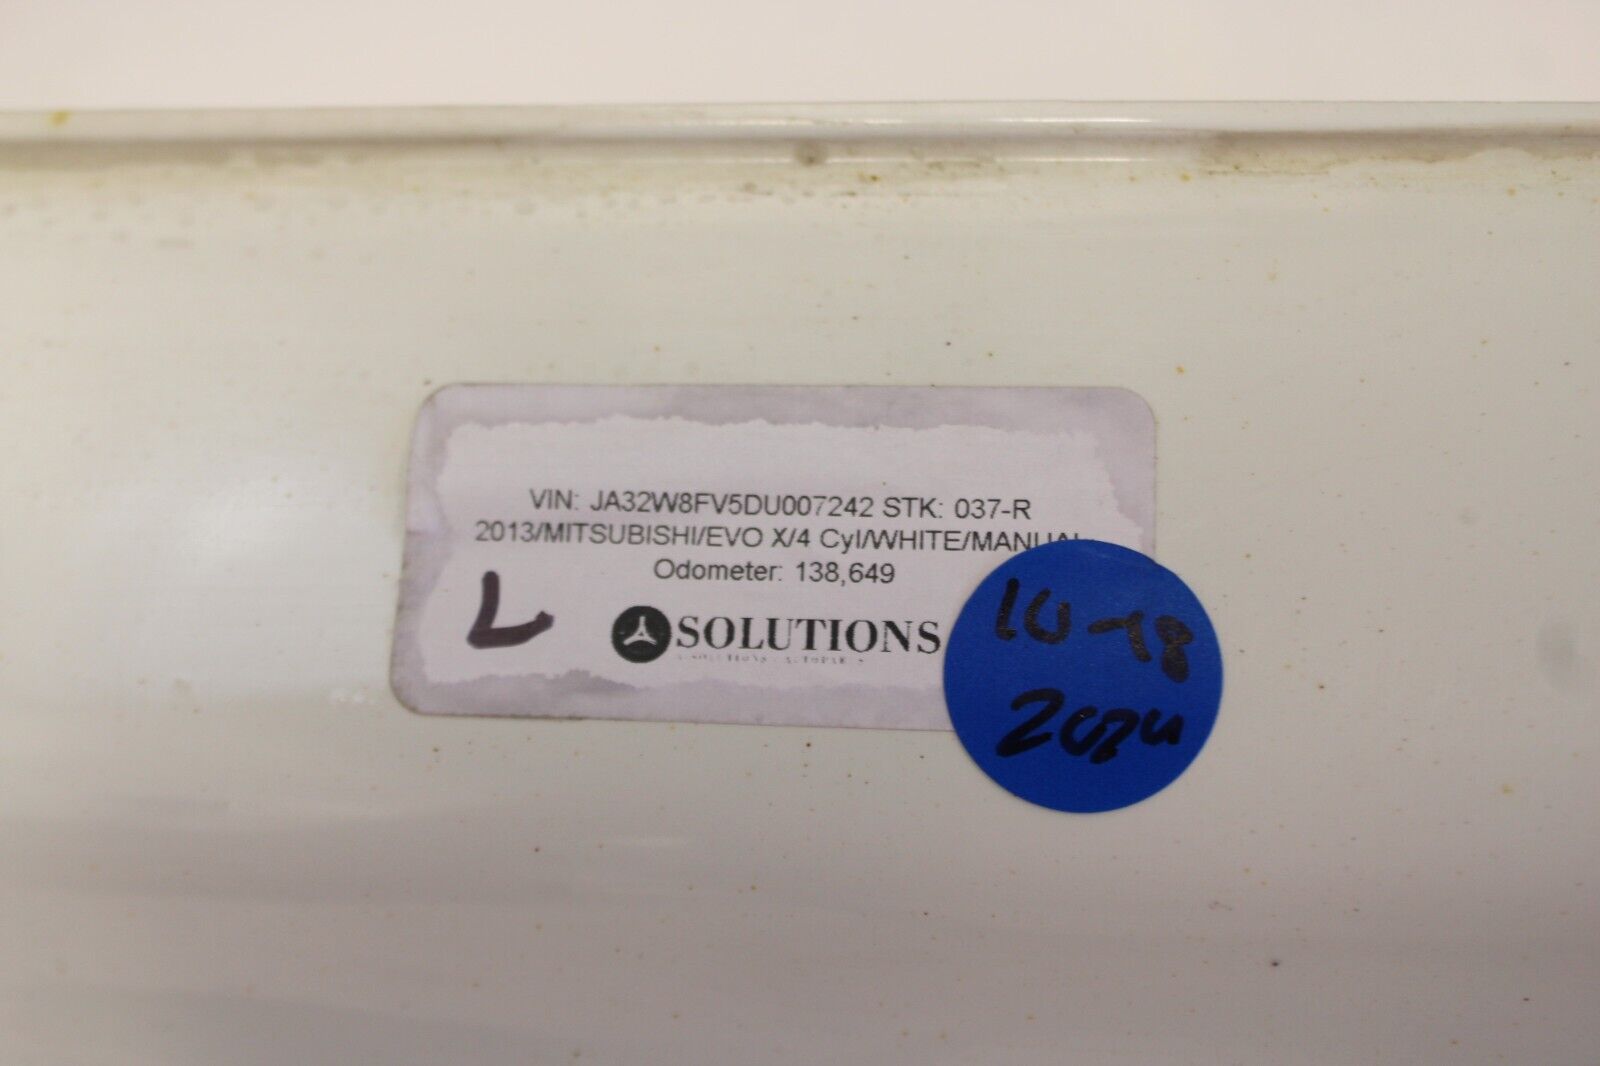 VIN: JA32W8FV5DU007242 STK: 037-R
2013/MITSUBISHI/EVO X/4 Cyl/WHITE/MANUAL
Odometer: 138,649
L
SOLUTIONS
10-18
2024